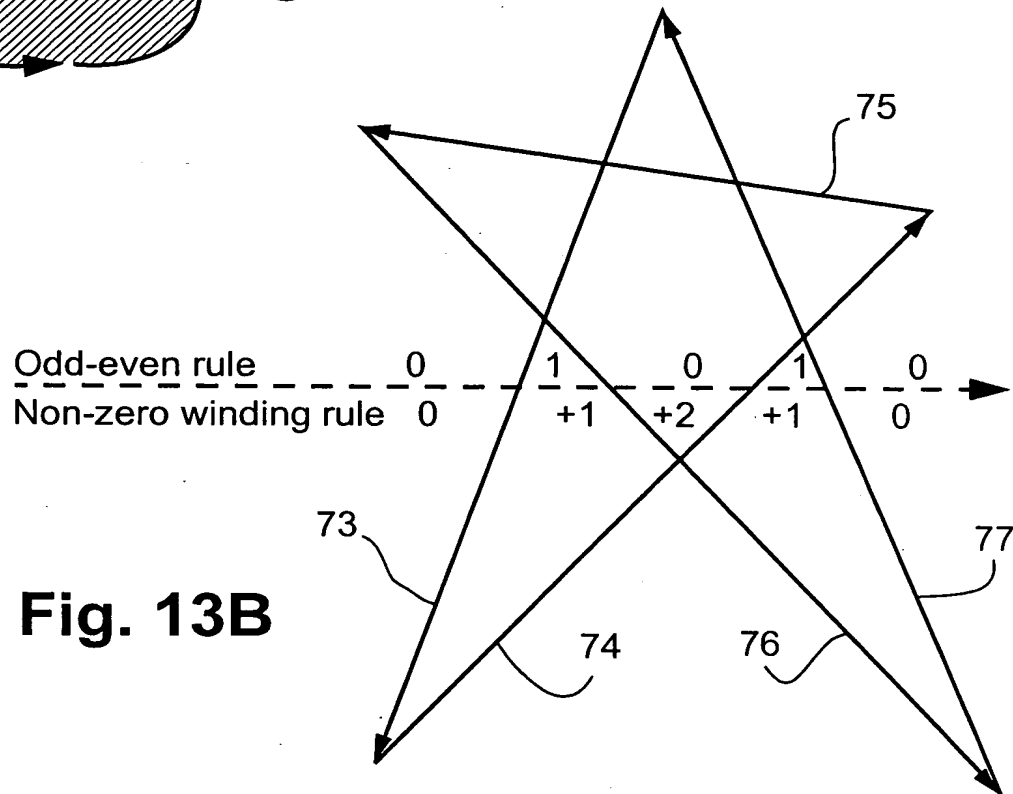 75
Odd-even rule 0 1 0 1 0
Non-zero winding rule 0 +1 +2 +1 0
73
77
Fig. 13B
74
76